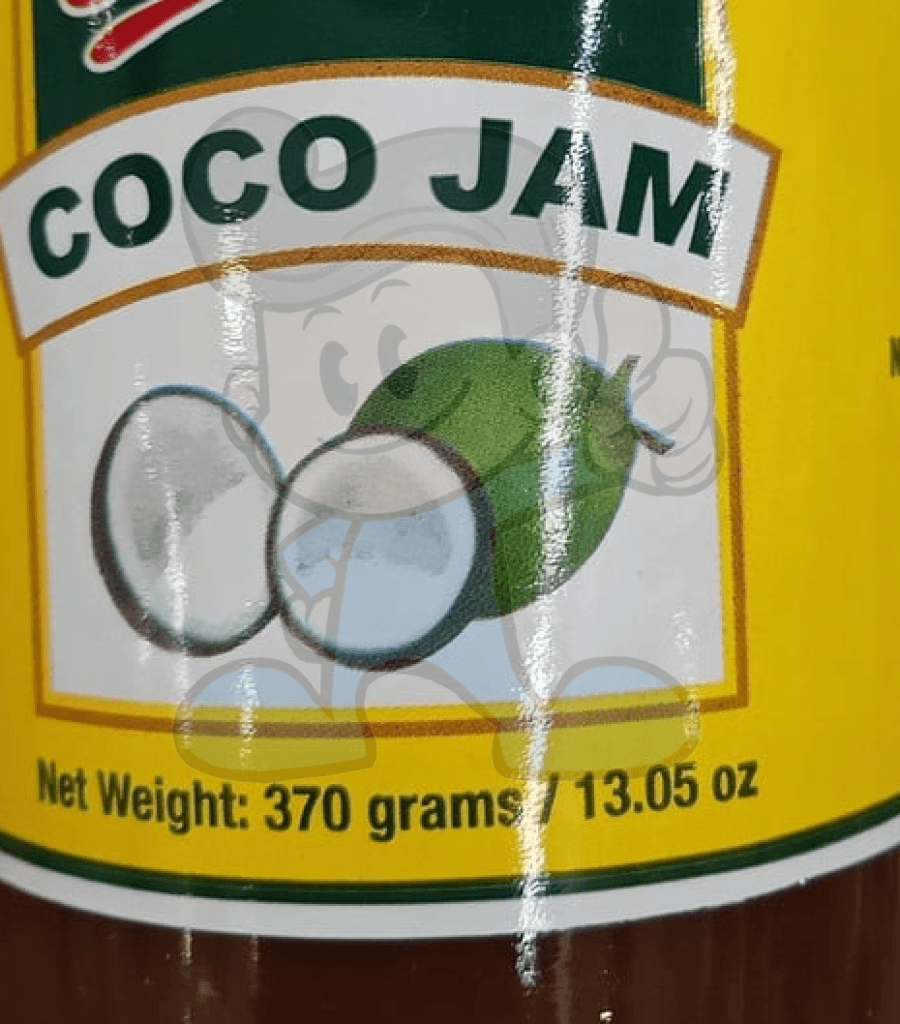 COCO JAM
Net Weight: 370 grams / 13.05 oz